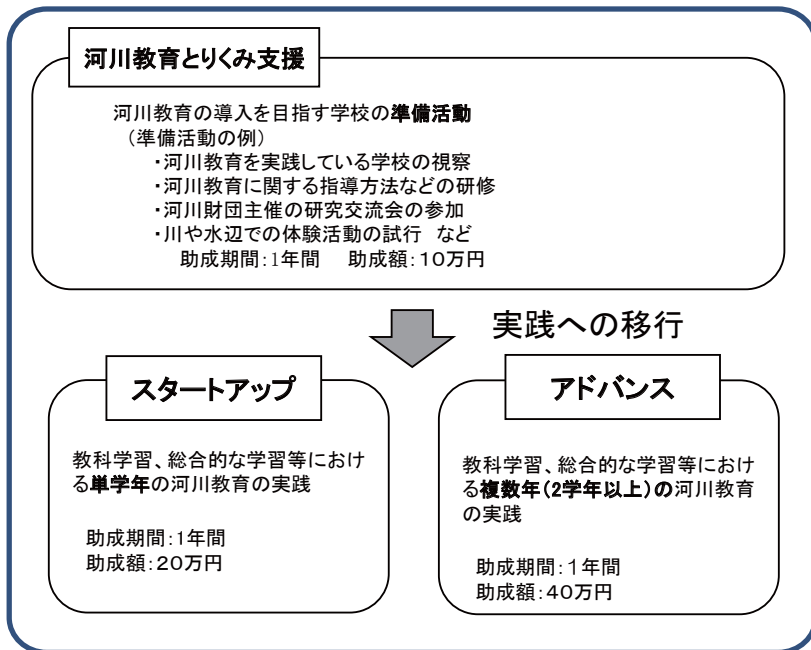 河川教育とりくみ支援
河川教育の導入を目指す学校の準備活動
(準備活動の例)
・河川教育を実践している学校の視察
・河川教育に関する指導方法などの研修
・河川財団主催の研究交流会の参加
・川や水辺での体験活動の試行 など
助成期間:1年間 助成額:10万円
実践への移行
スタートアップ
教科学習、総合的な学習等におけ
る単学年の河川教育の実践
助成期間:1年間
助成額:20万円
アドバンス
教科学習、総合的な学習等におけ
る複数年(2学年以上)の河川教育
の実践
助成期間:1年間
助成額:40万円